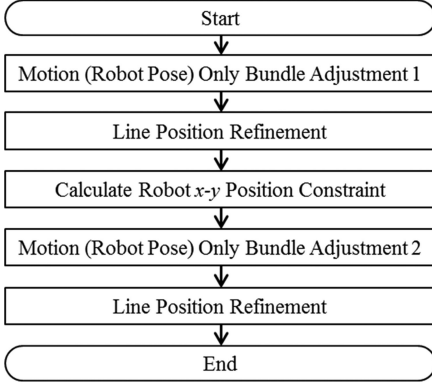 Start
Motion (Robot Pose) Only Bundle Adjustment 1
Line Position Refinement
Calculate Robot x-y Position Constraint
Motion (Robot Pose) Only Bundle Adjustment 2
Line Position Refinement
End